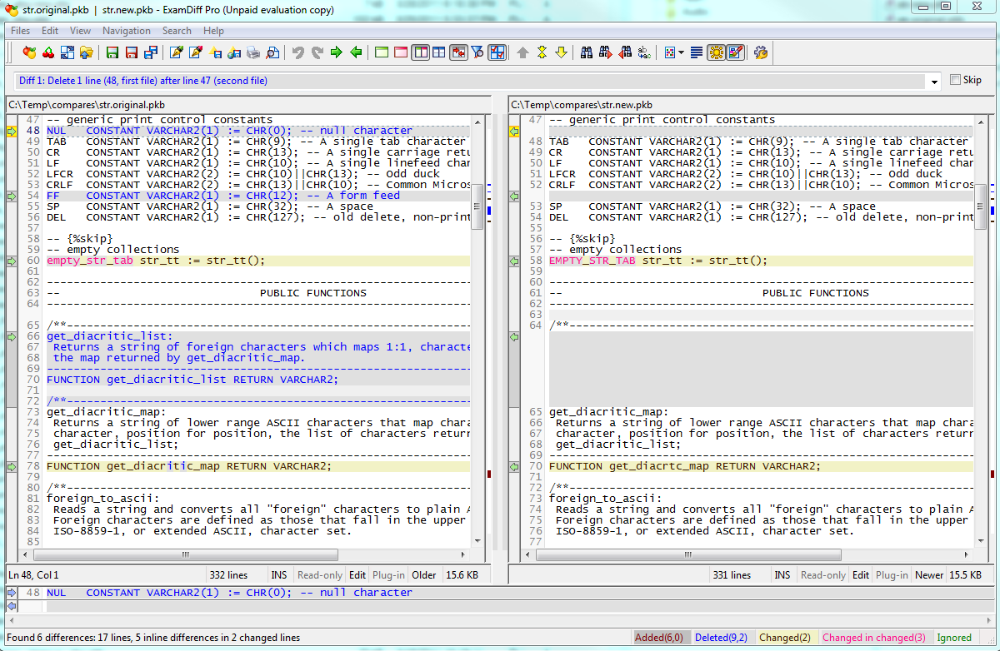 str.original.pkb | str.new.pkb - ExamDiff Pro (Unpaid evaluation copy)
Files Edit View Navigation Search Help
Diff 1: Delete 1 line (48, first file) after line 47 (second file)
Skip
C:\Temp\compares\str.original.pkb
47 -- generic print control constants
48 NUL CONSTANT VARCHAR2(1) := CHR(0); -- null character
49 TAB CONSTANT VARCHAR2(1) := CHR(9); -- A single tab character
50 CR CONSTANT VARCHAR2(1) := CHR(13); -- A single carriage retu
51 LF CONSTANT VARCHAR2(1) := CHR(10); -- A single linefeed char
52 LFCR CONSTANT VARCHAR2(2) := CHR(10)||CHR(13); -- Odd duck
53 CRLF CONSTANT VARCHAR2(2) := CHR(13)||CHR(10); -- Common Micros
54 FF CONSTANT VARCHAR2(1) := CHR(12); -- A form feed
55 SP CONSTANT VARCHAR2(1) := CHR(32); -- A space
56 DEL CONSTANT VARCHAR2(1) := CHR(127); -- old delete, non-print
57
58 -- {%skip}
59 -- empty collections
60 empty_str_tab str_tt := str_tt();
61
62 ----------------------------------------------------------------
63 -- PUBLIC FUNCTIONS
64 ----------------------------------------------------------------
65 /**-------------------------------------------------------------
66 get_diacritic_list:
67 Returns a string of foreign characters which maps 1:1, characte
68 the map returned by get_diacritic_map.
69 ----------------------------------------------------------------
70 FUNCTION get_diacritic_list RETURN VARCHAR2;
71
72 /**-------------------------------------------------------------
73 get_diacritic_map:
74 Returns a string of lower range ASCII characters that map chara
75 character, position for position, the list of characters returr
76 get_diacritic_list;
77 ----------------------------------------------------------------
78 FUNCTION get_diacritic_map RETURN VARCHAR2;
79
80 /**-------------------------------------------------------------
81 foreign_to_ascii:
82 Reads a string and converts all "foreign" characters to plain A
83 Foreign characters are defined as those that fall in the upper
84 ISO-8859-1, or extended ASCII, character set.
85
Ln 48, Col 1 332 lines INS Read-only Edit Plug-in Older 15.6 KB
C:\Temp\compares\str.new.pkb
47 -- generic print control constants
48 TAB CONSTANT VARCHAR2(1) := CHR(9); -- A single tab character
49 CR CONSTANT VARCHAR2(1) := CHR(13); -- A single carriage retu
50 LF CONSTANT VARCHAR2(1) := CHR(10); -- A single linefeed char
51 LFCR CONSTANT VARCHAR2(2) := CHR(10)||CHR(13); -- Odd duck
52 CRLF CONSTANT VARCHAR2(2) := CHR(13)||CHR(10); Common Micros
53 SP CONSTANT VARCHAR2(1) := CHR(32); -- A space
54 DEL CONSTANT VARCHAR2(1) := CHR(127); -- old delete, non-print
55
56 -- {%skip}
57 -- empty collections
58 EMPTY_STR_TAB str_tt := str_tt();
59
60 ----------------------------------------------------------------
61 -- PUBLIC FUNCTIONS
62 ----------------------------------------------------------------
63
64 /**-------------------------------------------------------------
65 get_diacritic_map:
66 Returns a string of lower range ASCII characters that map chara
67 character, position for position, the list of characters returr
68 get_diacritic_list;
69 ----------------------------------------------------------------
70 FUNCTION get_diacrtc_map RETURN VARCHAR2;
71
72 /**-------------------------------------------------------------
73 foreign_to_ascii:
74 Reads a string and converts all "foreign" characters to plain A
75 Foreign characters are defined as those that fall in the upper
76 ISO-8859-1, or extended ASCII, character set.
77
331 lines INS Read-only Edit Plug-in Newer 15.5 KB
48 NUL CONSTANT VARCHAR2(1) := CHR(0); -- null character
Found 6 differences: 17 lines, 5 inline differences in 2 changed lines
Added(6,0) Deleted(9,2) Changed(2) Changed in changed(3) Ignored